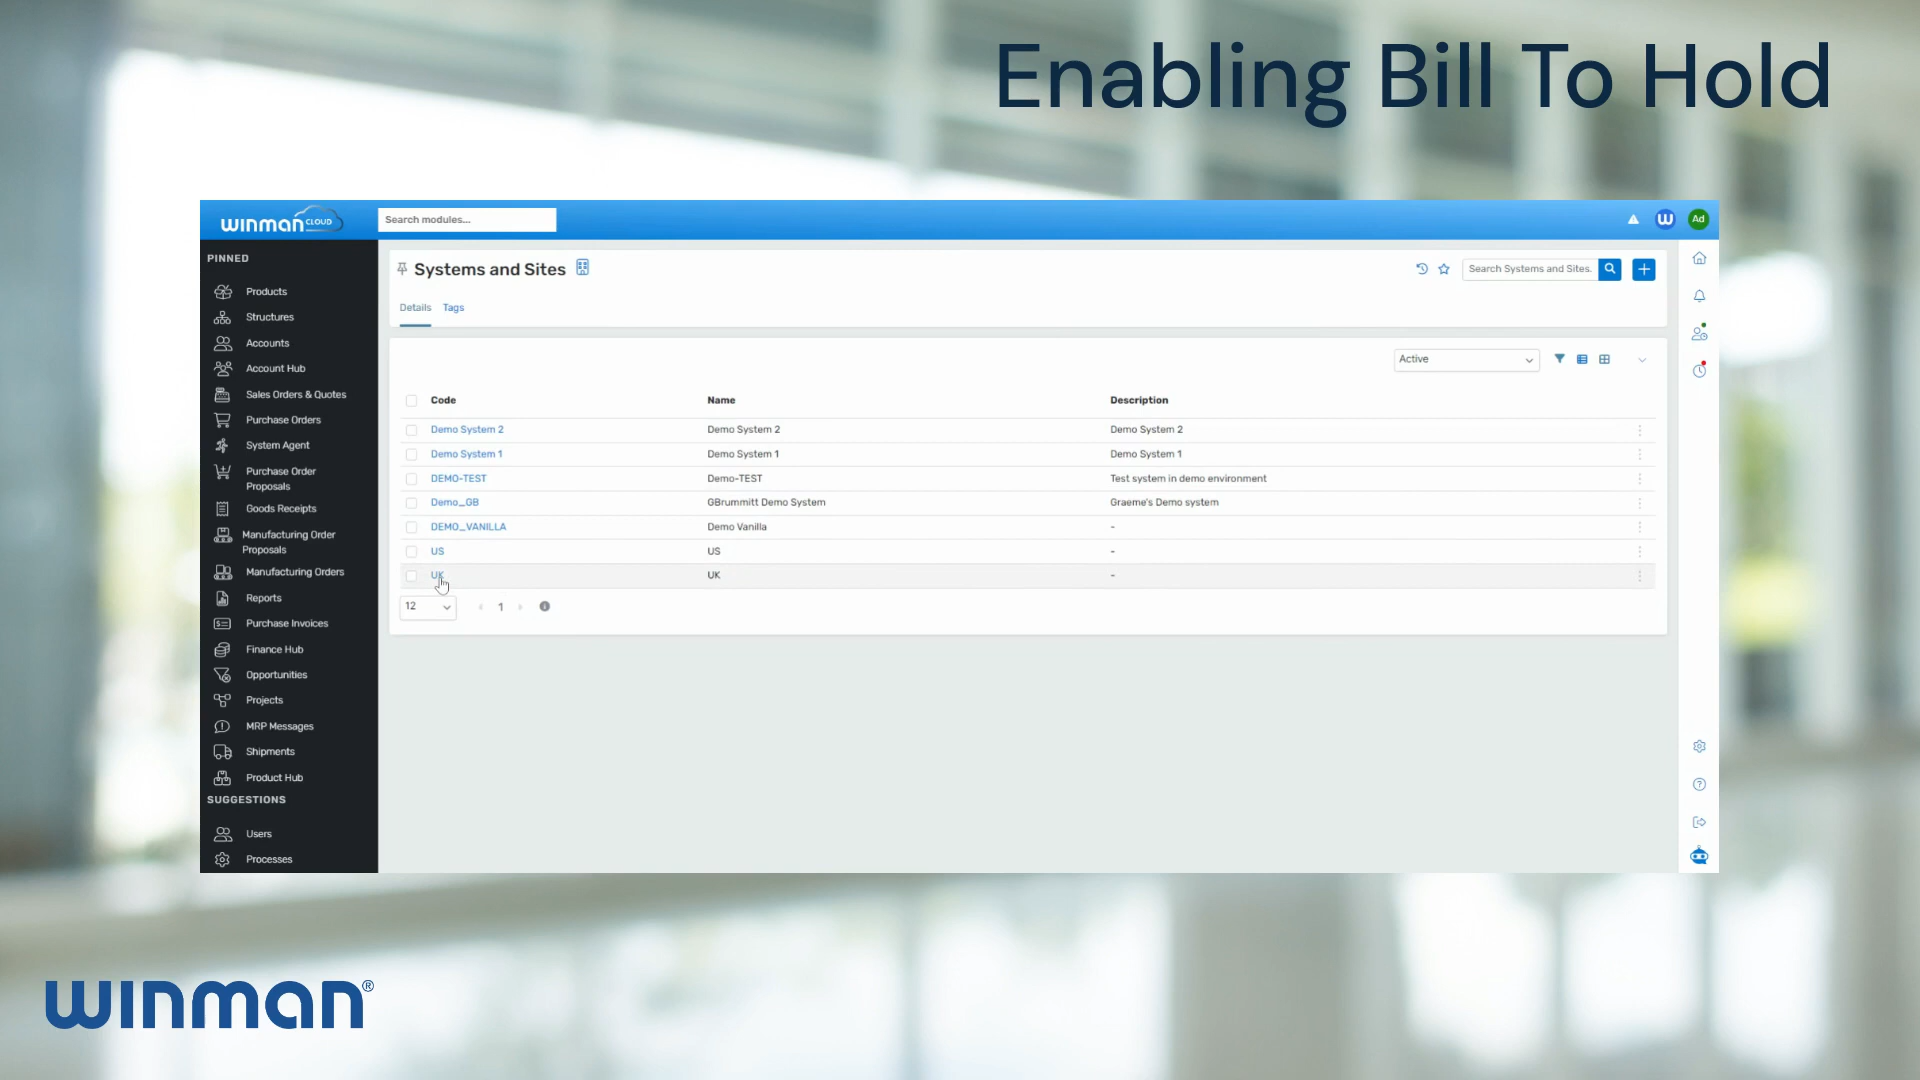 Enabling Bill To Hold
winman CLOUD
Search modules...
Ad
PINNED
Products
Structures
Accounts
Account Hub
Sales Orders & Quotes
Purchase Orders
System Agent
Purchase Order
Proposals
Goods Receipts
Manufacturing Order
Proposals
Manufacturing Orders
Reports
Purchase Invoices
Finance Hub
Opportunities
Projects
MRP Messages
Shipments
Product Hub
SUGGESTIONS
Users
Processes
Systems and Sites
Search Systems and Sites.
Details Tags
Active
Code Name Description
Demo System 2 Demo System 2 Demo System 2
Demo System 1 Demo System 1 Demo System 1
DEMO-TEST Demo-TEST Test system in demo environment
Demo_GB GBrummitt Demo System Graeme's Demo system
DEMO_VANILLA Demo Vanilla -
US US -
UK UK -
12 1
winman®